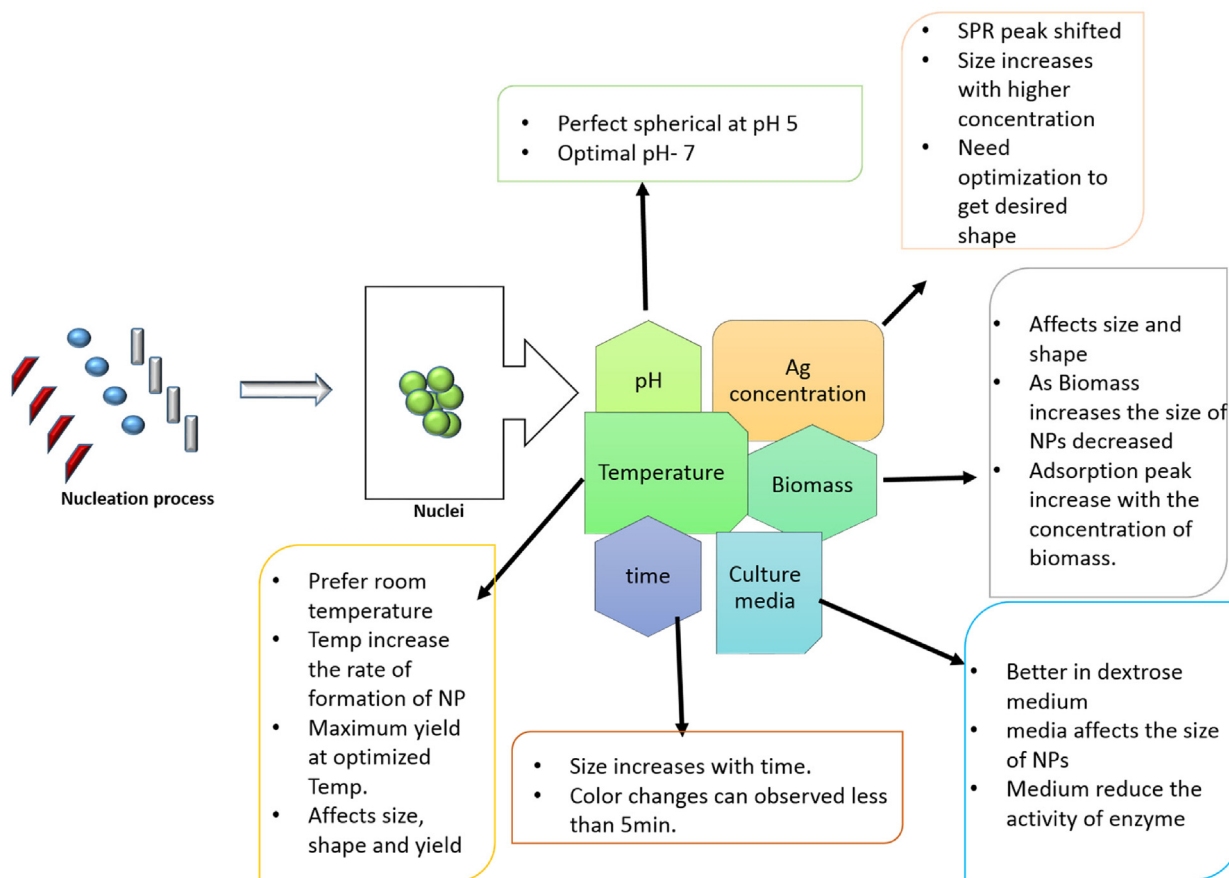 • SPR peak shifted
• Size increases
with higher
concentration
• Need
optimization to
get desired
shape
• Perfect spherical at pH 5
• Optimal pH- 7
Nucleation process
Nuclei
pH
Ag
concentration
Temperature
Biomass
time
Culture
media
• Affects size and
shape
• As Biomass
increases the size of
NPs decreased
• Adsorption peak
increase with the
concentration of
biomass.
• Prefer room
temperature
• Temp increase
the rate of
formation of NP
• Maximum yield
at optimized
Temp.
• Affects size,
shape and yield
• Size increases with time.
• Color changes can observed less
than 5min.
• Better in dextrose
medium
• media affects the size
of NPs
• Medium reduce the
activity of enzyme